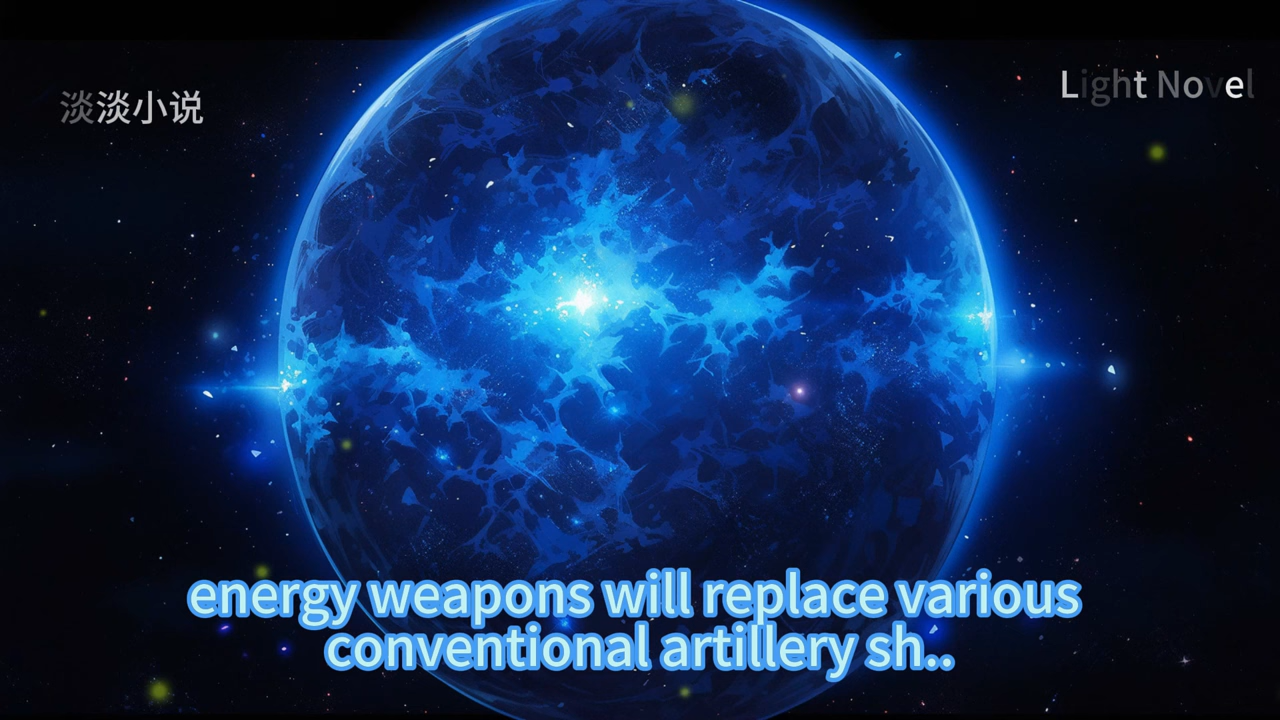 淡淡小说
Light Novel
energy weapons will replace various
conventional artillery sh..